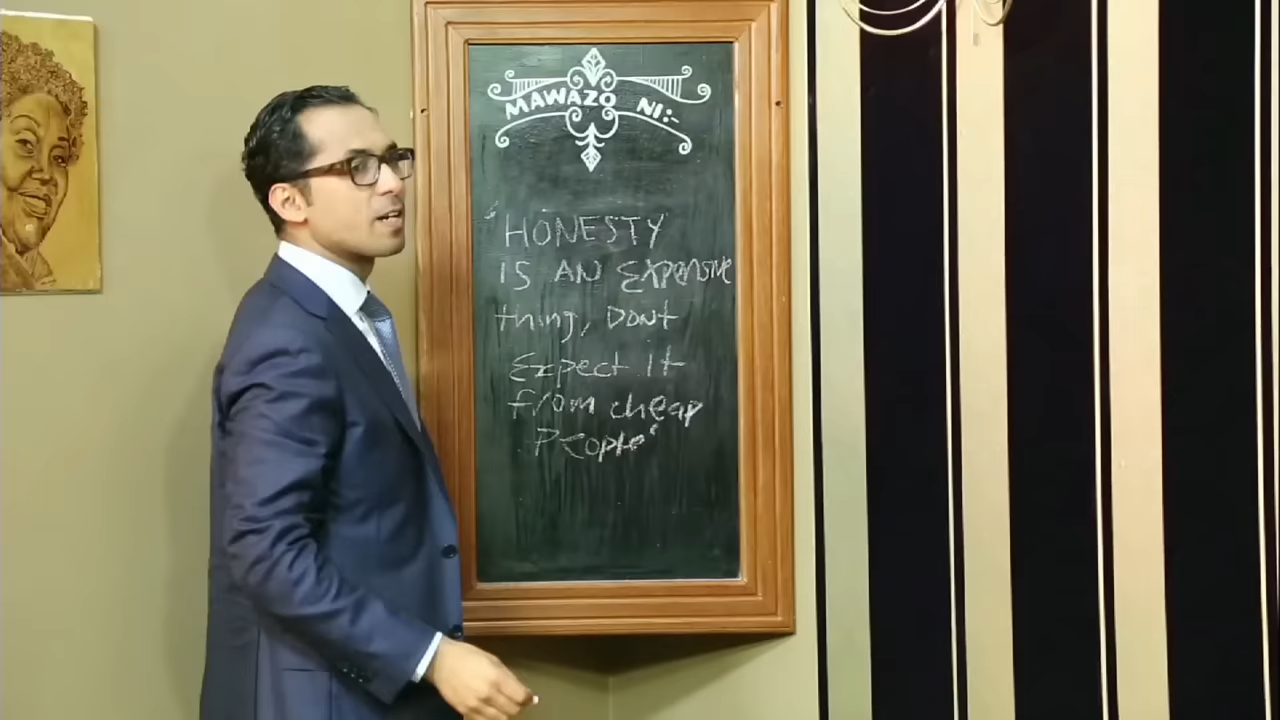 MAWAZO NI:-
'HONESTY
IS AN EXPENSIVE
thing, DONT
Expect It
from cheap
PEOPle'